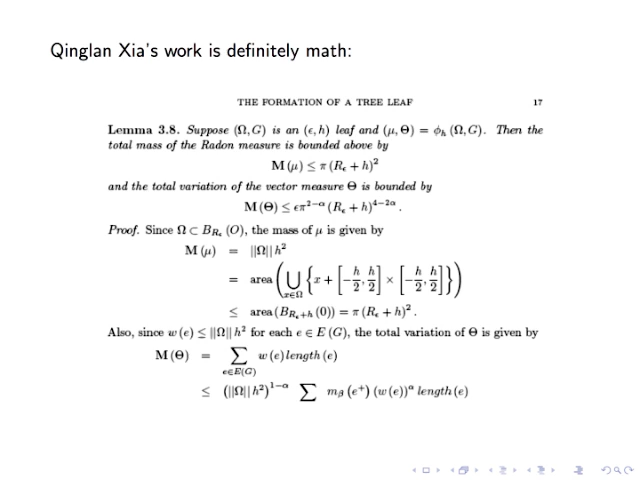 Qinglan Xia's work is definitely math:
THE FORMATION OF A TREE LEAF 17
Lemma 3.8. Suppose (Ω, G) is an (ϵ, h) leaf and (μ, Θ) = ϕₕ (Ω, G). Then the
total mass of the Radon measure is bounded above by
M (μ) ≤ π (R_ϵ + h)²
and the total variation of the vector measure Θ is bounded by
M (Θ) ≤ ϵπ^{2−α} (R_ϵ + h)^{4−2α} .
Proof. Since Ω ⊂ B_{R_ϵ} (O), the mass of μ is given by
M (μ) = ||Ω|| h²
= area ( ⋃_{x∈Ω} { x + [ −h/2, h/2 ] × [ −h/2, h/2 ] } )
≤ area (B_{R_ϵ+h} (0)) = π (R_ϵ + h)² .
Also, since w (e) ≤ ||Ω|| h² for each e ∈ E (G), the total variation of Θ is given by
M (Θ) = ∑_{e∈E(G)} w (e) length (e)
≤ (||Ω|| h²)^{1−α} ∑ m_β (e⁺) (w (e))^α length (e)